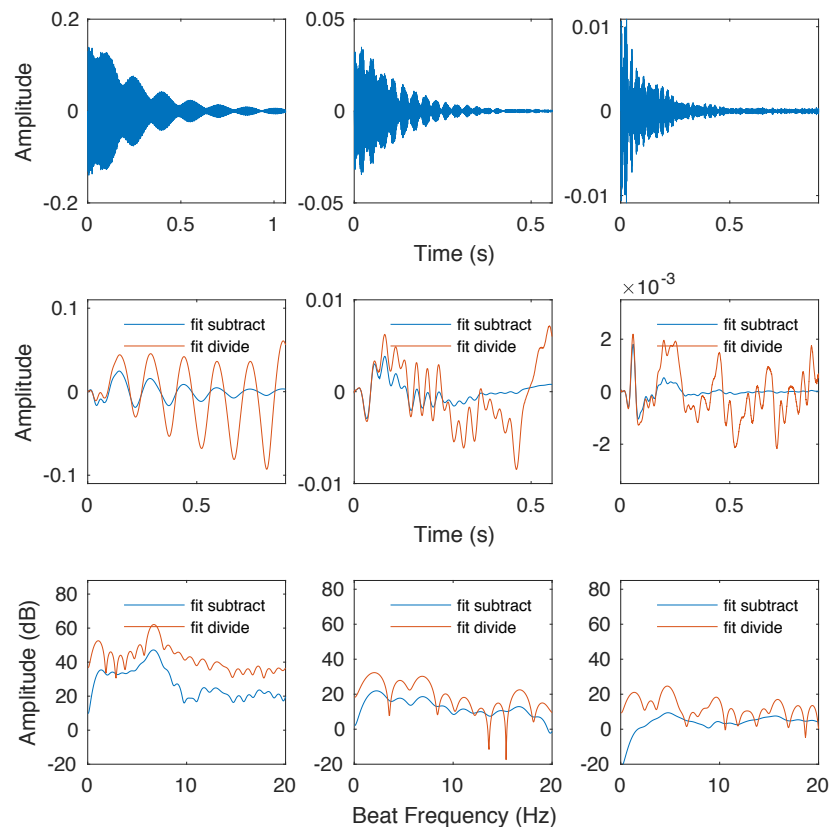 0.2
0
-0.2
Amplitude
0 0.5 1
0.05
0
-0.05
0 0.5
Time (s)
0.01
0
-0.01
0 0.5
0.1
0
-0.1
Amplitude
fit subtract
fit divide
0 0.5
0.01
0
-0.01
fit subtract
fit divide
0 0.5
Time (s)
×10⁻³
2
0
-2
fit subtract
fit divide
0 0.5
80
60
40
20
0
-20
Amplitude (dB)
fit subtract
fit divide
0 10 20
80
60
40
20
0
-20
fit subtract
fit divide
0 10 20
Beat Frequency (Hz)
80
60
40
20
0
-20
fit subtract
fit divide
0 10 20